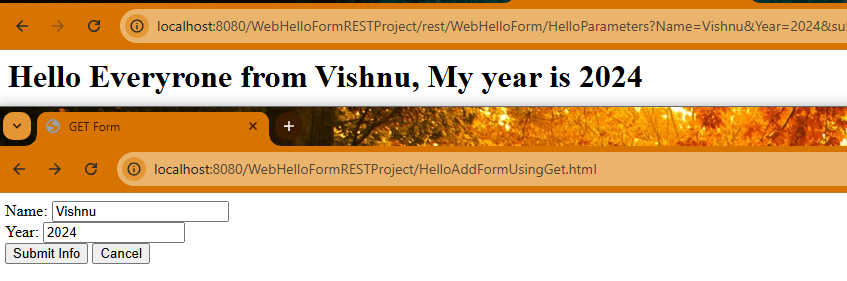 localhost:8080/WebHelloFormRESTProject/rest/WebHelloForm/HelloParameters?Name=Vishnu&Year=2024&su
Hello Everyrone from Vishnu, My year is 2024
GET Form
localhost:8080/WebHelloFormRESTProject/HelloAddFormUsingGet.html
Name: Vishnu
Year: 2024
Submit Info Cancel